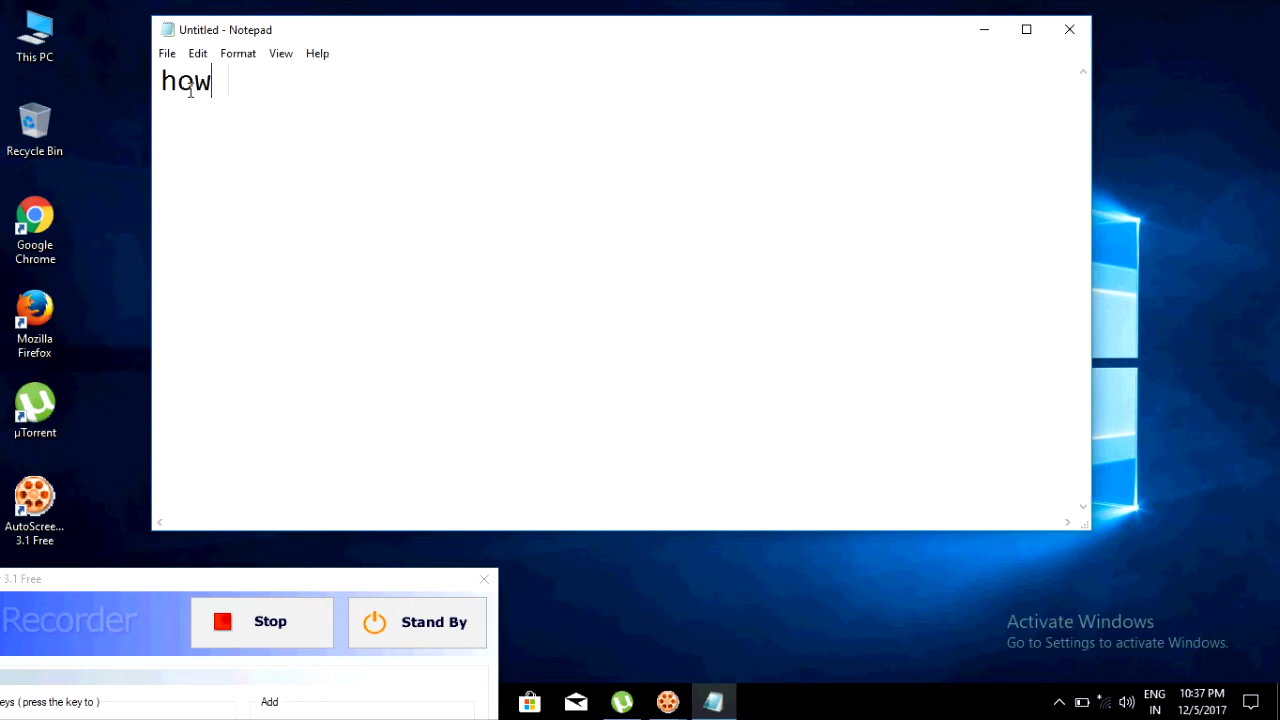 This PC
Recycle Bin
Google
Chrome
Mozilla
Firefox
µTorrent
AutoScree...
3.1 Free
Untitled - Notepad
File Edit Format View Help
how
3.1 Free
Recorder
Stop
Stand By
eys ( press the key to )
Add
Activate Windows
Go to Settings to activate Windows.
ENG
IN
10:37 PM
12/5/2017